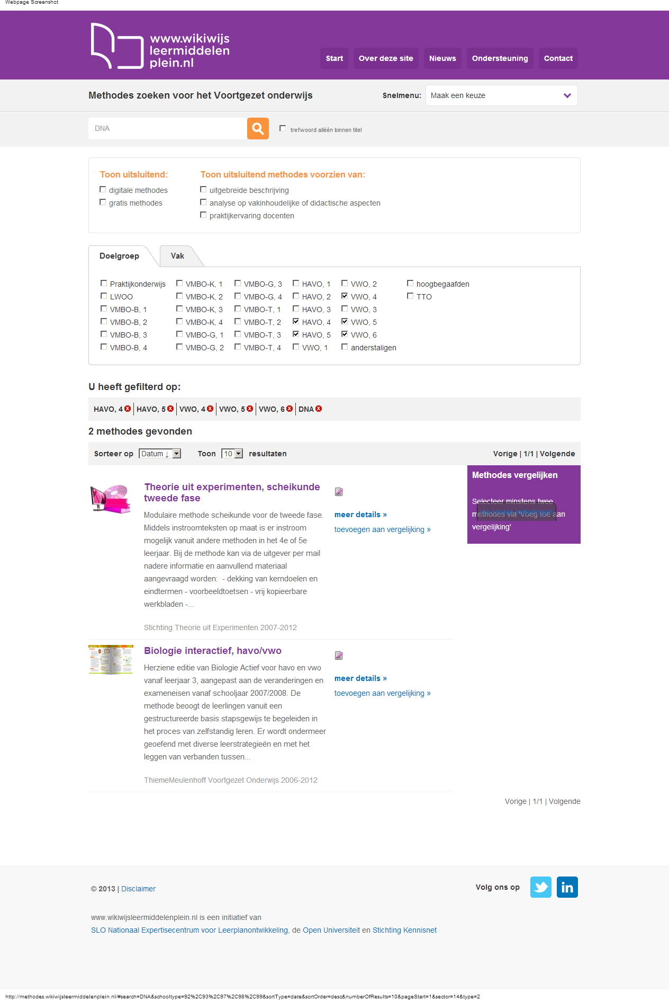 Webpage Screenshot
www.wikiwijs
leermiddelen
plein.nl
Start Over deze site Nieuws Ondersteuning Contact
Methodes zoeken voor het Voortgezet onderwijs
Snelmenu: Maak een keuze
DNA
trefwoord alléén binnen titel
Toon uitsluitend:
digitale methodes
gratis methodes
Toon uitsluitend methodes voorzien van:
uitgebreide beschrijving
analyse op vakinhoudelijke of didactische aspecten
praktijkervaring docenten
Doelgroep Vak
Praktijkonderwijs VMBO-K, 1 VMBO-G, 3 HAVO, 1 VWO, 2 hoogbegaafden
LWOO VMBO-K, 2 VMBO-G, 4 HAVO, 2 VWO, 4 TTO
VMBO-B, 1 VMBO-K, 3 VMBO-T, 1 HAVO, 3 VWO, 3
VMBO-B, 2 VMBO-K, 4 VMBO-T, 2 HAVO, 4 VWO, 5
VMBO-B, 3 VMBO-G, 1 VMBO-T, 3 HAVO, 5 VWO, 6
VMBO-B, 4 VMBO-G, 2 VMBO-T, 4 VWO, 1 anderstaligen
U heeft gefilterd op:
HAVO, 4 HAVO, 5 VWO, 4 VWO, 5 VWO, 6 DNA
2 methodes gevonden
Sorteer op Datum ↓ Toon 10 resultaten Vorige | 1/1 | Volgende
Theorie uit experimenten, scheikunde
tweede fase
Modulaire methode scheikunde voor de tweede fase.
Middels instroomteksten op maat is er instroom
mogelijk vanuit andere methoden in het 4e of 5e
leerjaar. Bij de methode kan via de uitgever per mail
nadere informatie en aanvullend materiaal
aangevraagd worden:  - dekking van kerndoelen en
eindtermen - voorbeeldtoetsen - vrij kopieerbare
werkbladen -...
Stichting Theorie uit Experimenten 2007-2012
meer details »
toevoegen aan vergelijking »
Methodes vergelijken
Selecteer minstens twee
methodes via 'Voeg toe aan
vergelijking'
Uw cookie-instellingen
Biologie interactief, havo/vwo
Herziene editie van Biologie Actief voor havo en vwo
vanaf leerjaar 3, aangepast aan de veranderingen en
exameneisen vanaf schooljaar 2007/2008. De
methode beoogt de leerlingen vanuit een
gestructureerde basis stapsgewijs te begeleiden in
het proces van zelfstandig leren. Er wordt ondermeer
geoefend met diverse leerstrategieën en met het
leggen van verbanden tussen...
ThiemeMeulenhoff Voortgezet Onderwijs 2006-2012
meer details »
toevoegen aan vergelijking »
Vorige | 1/1 | Volgende
© 2013 | Disclaimer
Volg ons op
in
www.wikiwijsleermiddelenplein.nl is een initiatief van
SLO Nationaal Expertisecentrum voor Leerplanontwikkeling, de Open Universiteit en Stichting Kennisnet
http://methodes.wikiwijsleermiddelenplein.nl/#search=DNA&schooltype=92%2C93%2C97%2C98%2C99&sortType=date&sortOrder=desc&numberOfResults=10&pageStart=1&sector=14&type=2